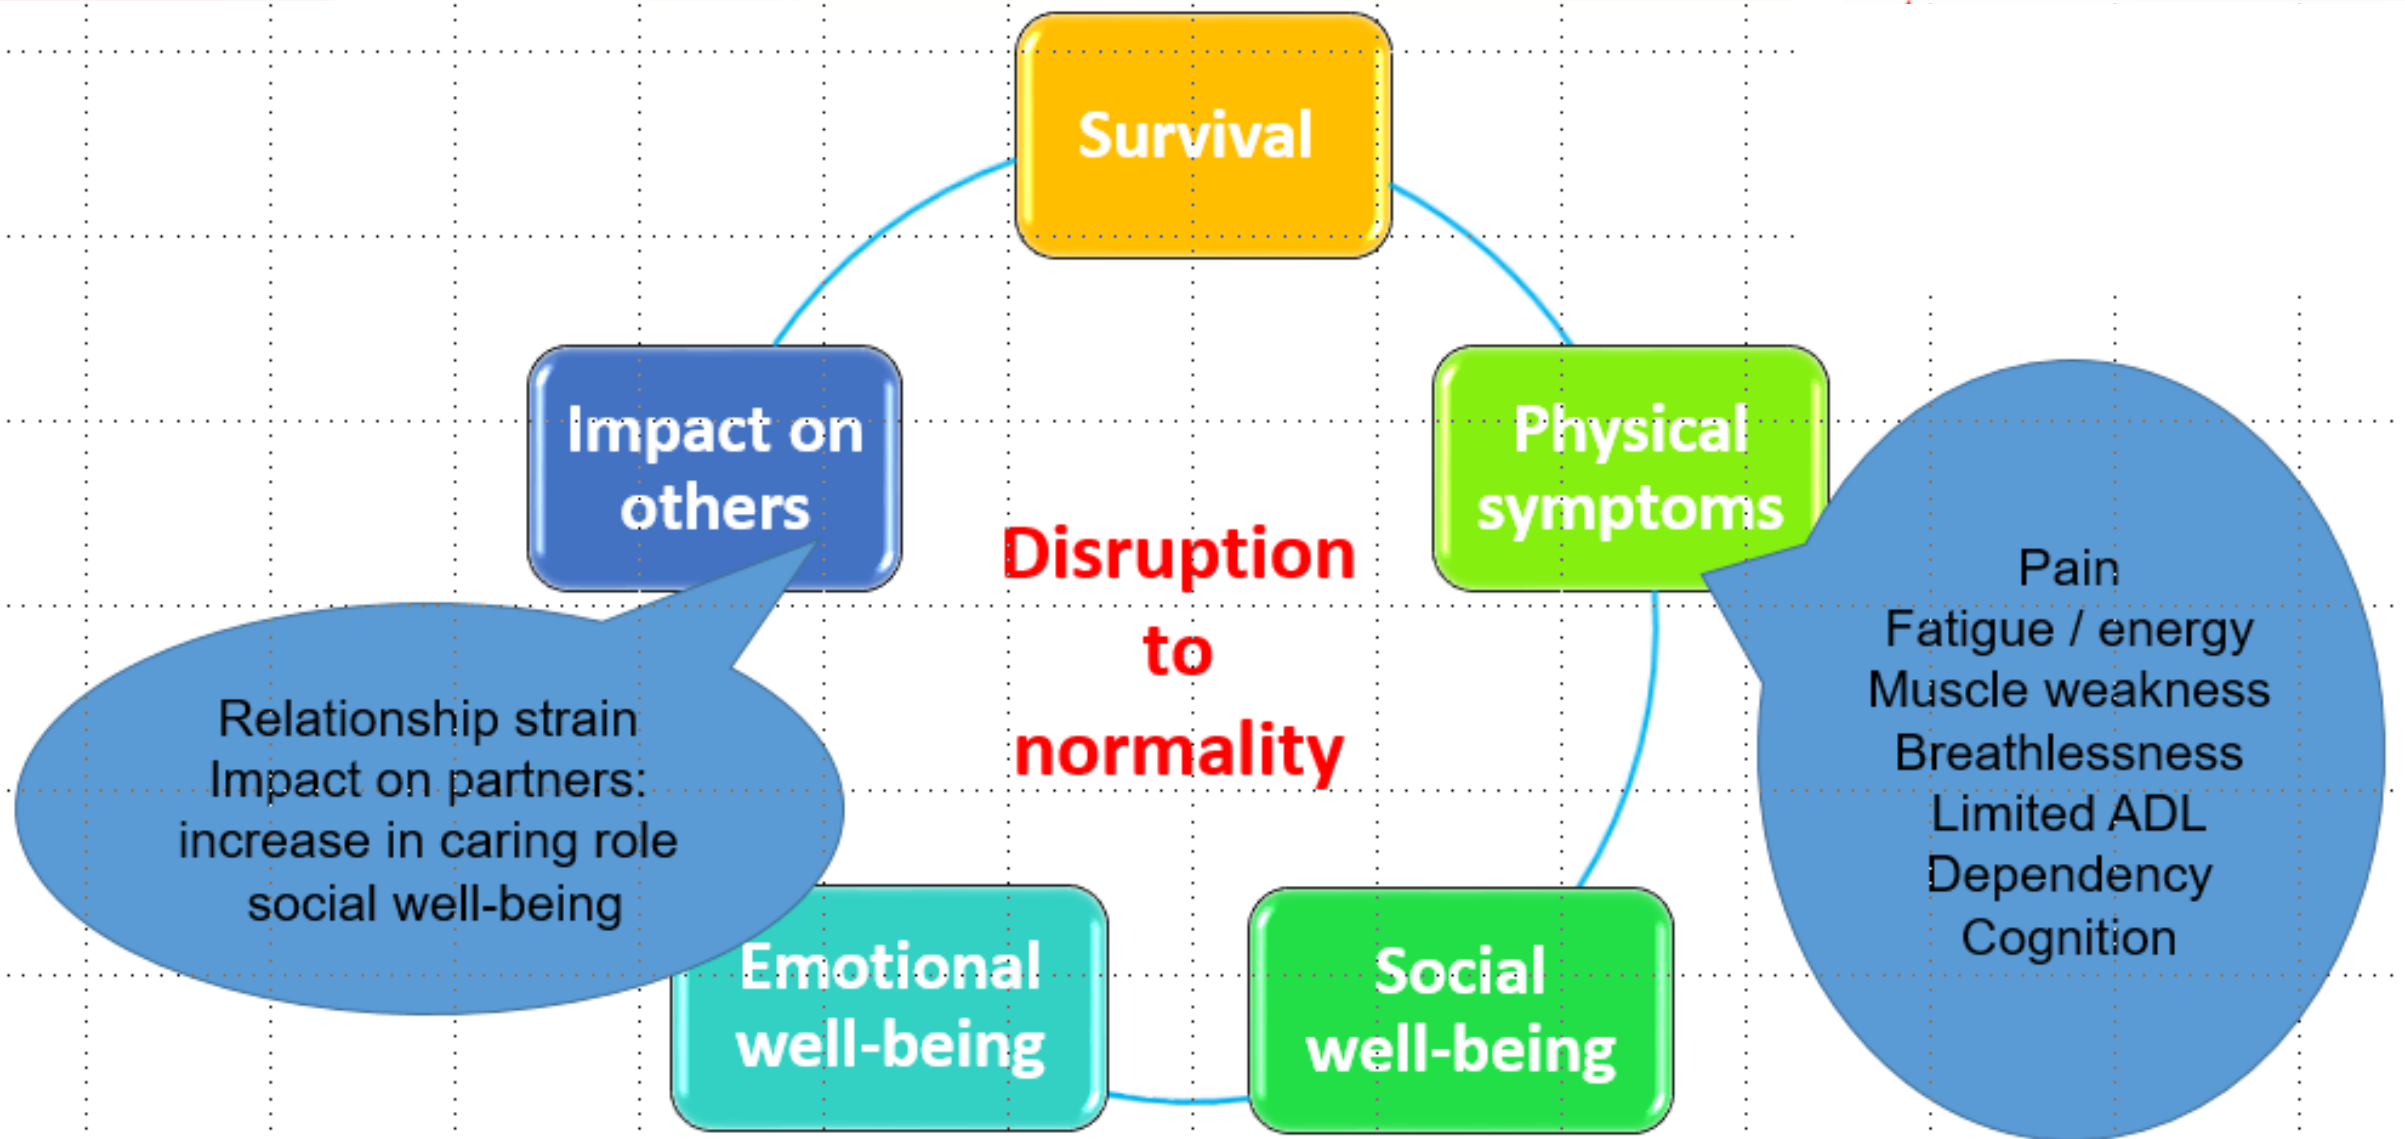 Survival
Impact on
others
Physical
symptoms
Disruption
to
normality
Pain
Fatigue / energy
Muscle weakness
Breathlessness
Limited ADL
Dependency
Cognition
Relationship strain
Impact on partners:
increase in caring role
social well-being
Emotional
well-being
Social
well-being